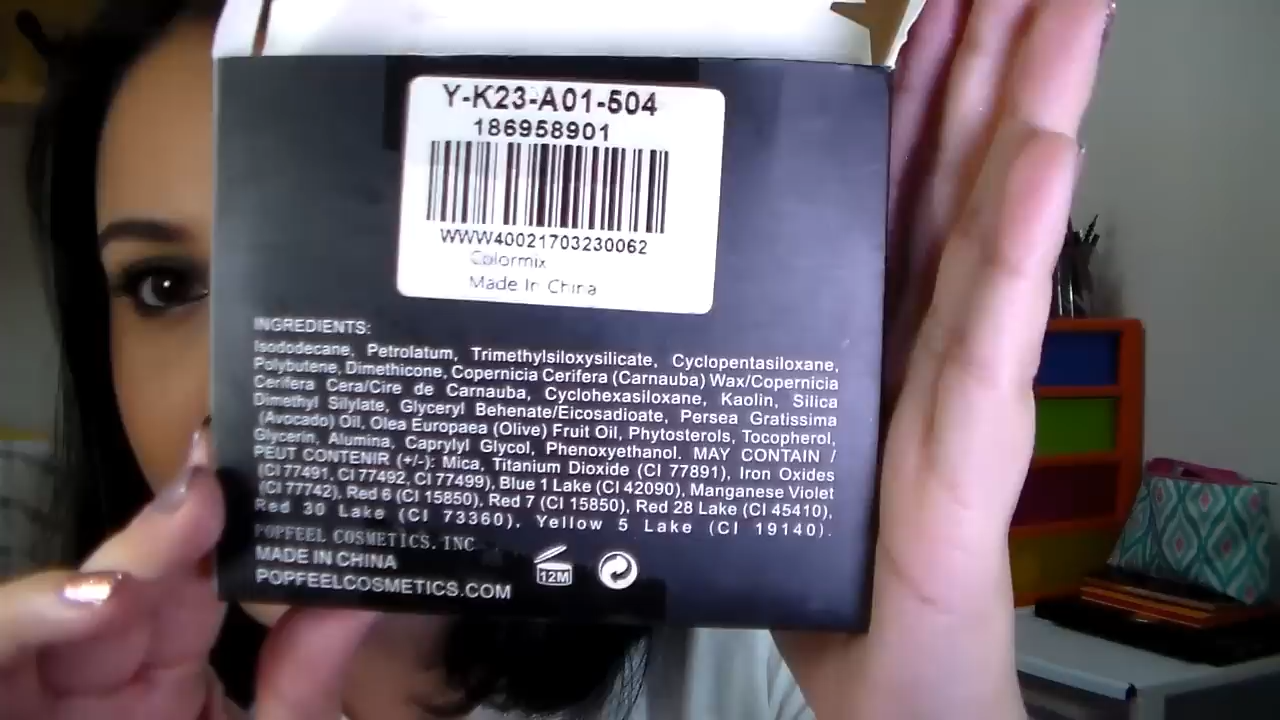 Y-K23-A01-504
186958901
WWW40021703230062
Colormix
Made In China
INGREDIENTS:
Isododecane, Petrolatum, Trimethylsiloxysilicate, Cyclopentasiloxane,
Polybutene, Dimethicone, Copernicia Cerifera (Carnauba) Wax/Copernicia
Cerifera Cera/Cire de Carnauba, Cyclohexasiloxane, Kaolin, Silica
Dimethyl Silylate, Glyceryl Behenate/Eicosadioate, Persea Gratissima
(Avocado) Oil, Olea Europaea (Olive) Fruit Oil, Phytosterols, Tocopherol,
Glycerin, Alumina, Caprylyl Glycol, Phenoxyethanol. MAY CONTAIN /
PEUT CONTENIR (+/-): Mica, Titanium Dioxide (CI 77891), Iron Oxides
(CI 77491, CI 77492, CI 77499), Blue 1 Lake (CI 42090), Manganese Violet
(CI 77742), Red 6 (CI 15850), Red 7 (CI 15850), Red 28 Lake (CI 45410),
Red 30 Lake (CI 73360), Yellow 5 Lake (CI 19140).
POPFEEL COSMETICS. INC
MADE IN CHINA
POPFEELCOSMETICS.COM
12M